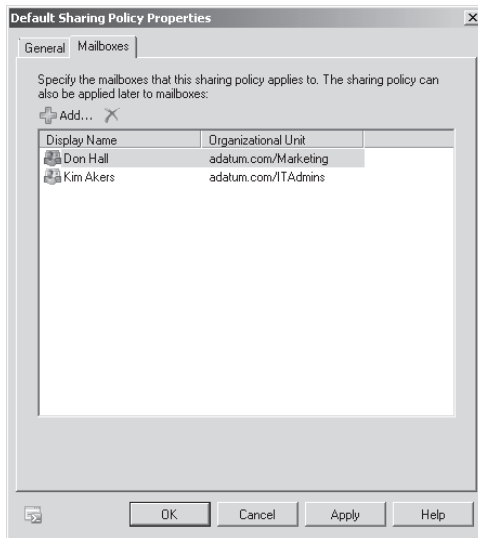 Default Sharing Policy Properties
General Mailboxes
Specify the mailboxes that this sharing policy applies to. The sharing policy can
also be applied later to mailboxes:
Add...
Display Name Organizational Unit
Don Hall adatum.com/Marketing
Kim Akers adatum.com/ITAdmins
OK Cancel Apply Help